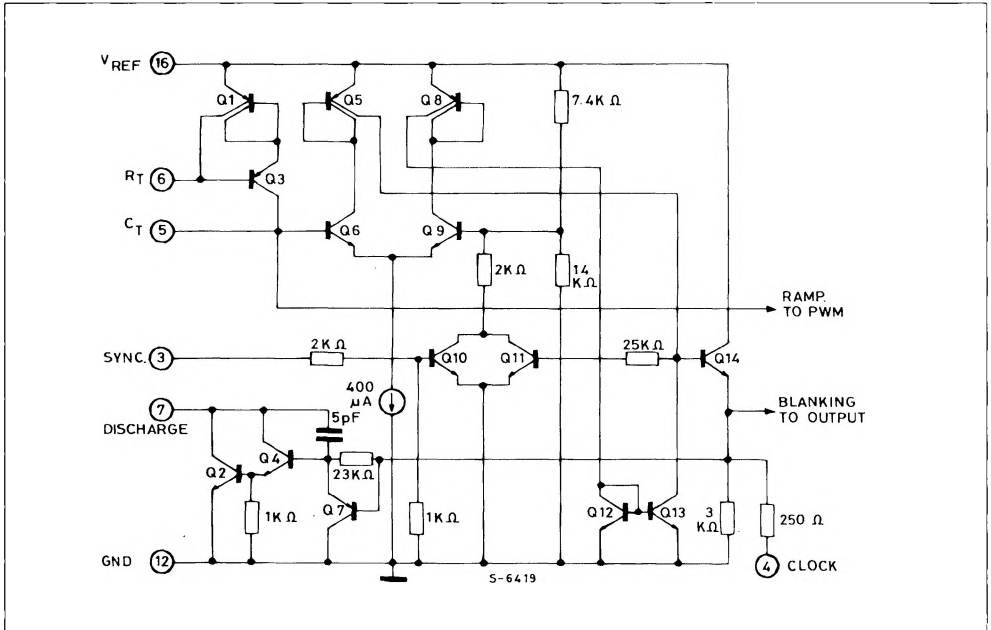 V REF 16
Q1
Q5
Q8
7.4K Ω
RT 6
Q3
CT 5
Q6
Q9
2K Ω
14
K Ω
RAMP.
TO PWM
SYNC. 3
2K Ω
Q10
Q11
25K Ω
Q14
400
μA
BLANKING
TO OUTPUT
7
DISCHARGE
5pF
Q2
Q4
23K Ω
Q7
1K Ω
1K Ω
Q12
Q13
3
K Ω
250 Ω
GND 12
S-6419
4 CLOCK